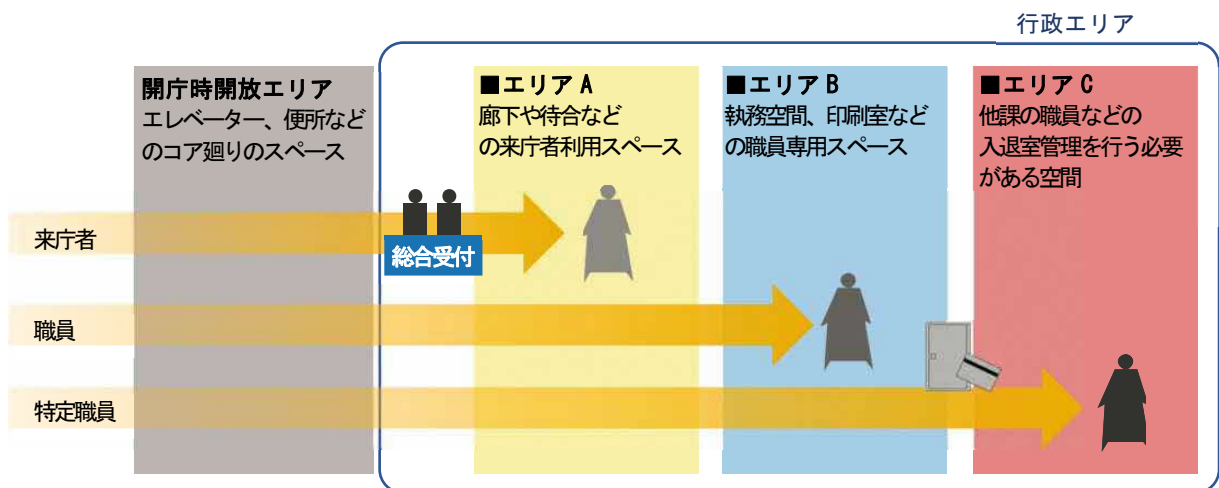 行政エリア
開庁時開放エリア
エレベーター、便所など
のコア廻りのスペース
■エリア A
廊下や待合など
の来庁者利用スペース
■エリア B
執務空間、印刷室など
の職員専用スペース
■エリア C
他課の職員などの
入退室管理を行う必要
がある空間
来庁者
総合受付
職員
特定職員